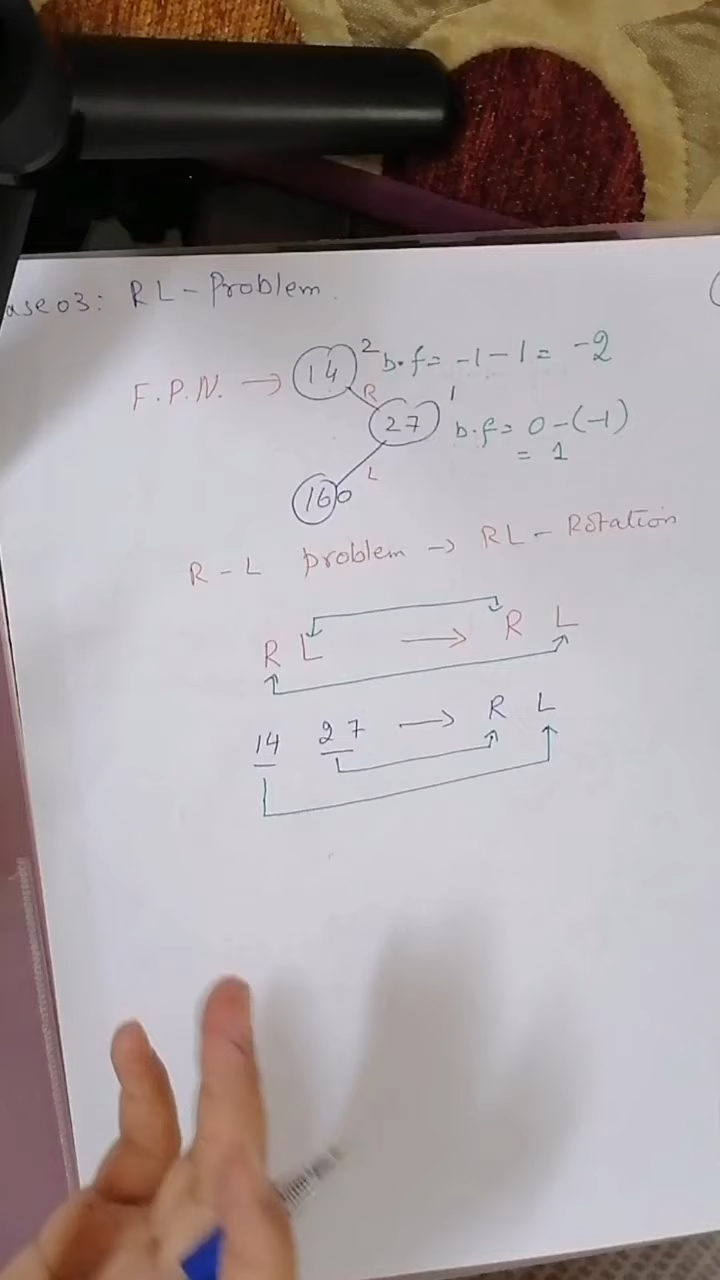 ase 03: RL - Problem.
F.P.N. → 14 2 b.f = -1 - 1 = -2
R
27 1 b.f = 0 - (-1)
= 1
L
16 0
R - L problem → RL - Rotation
R L → R L
14 27 → R L